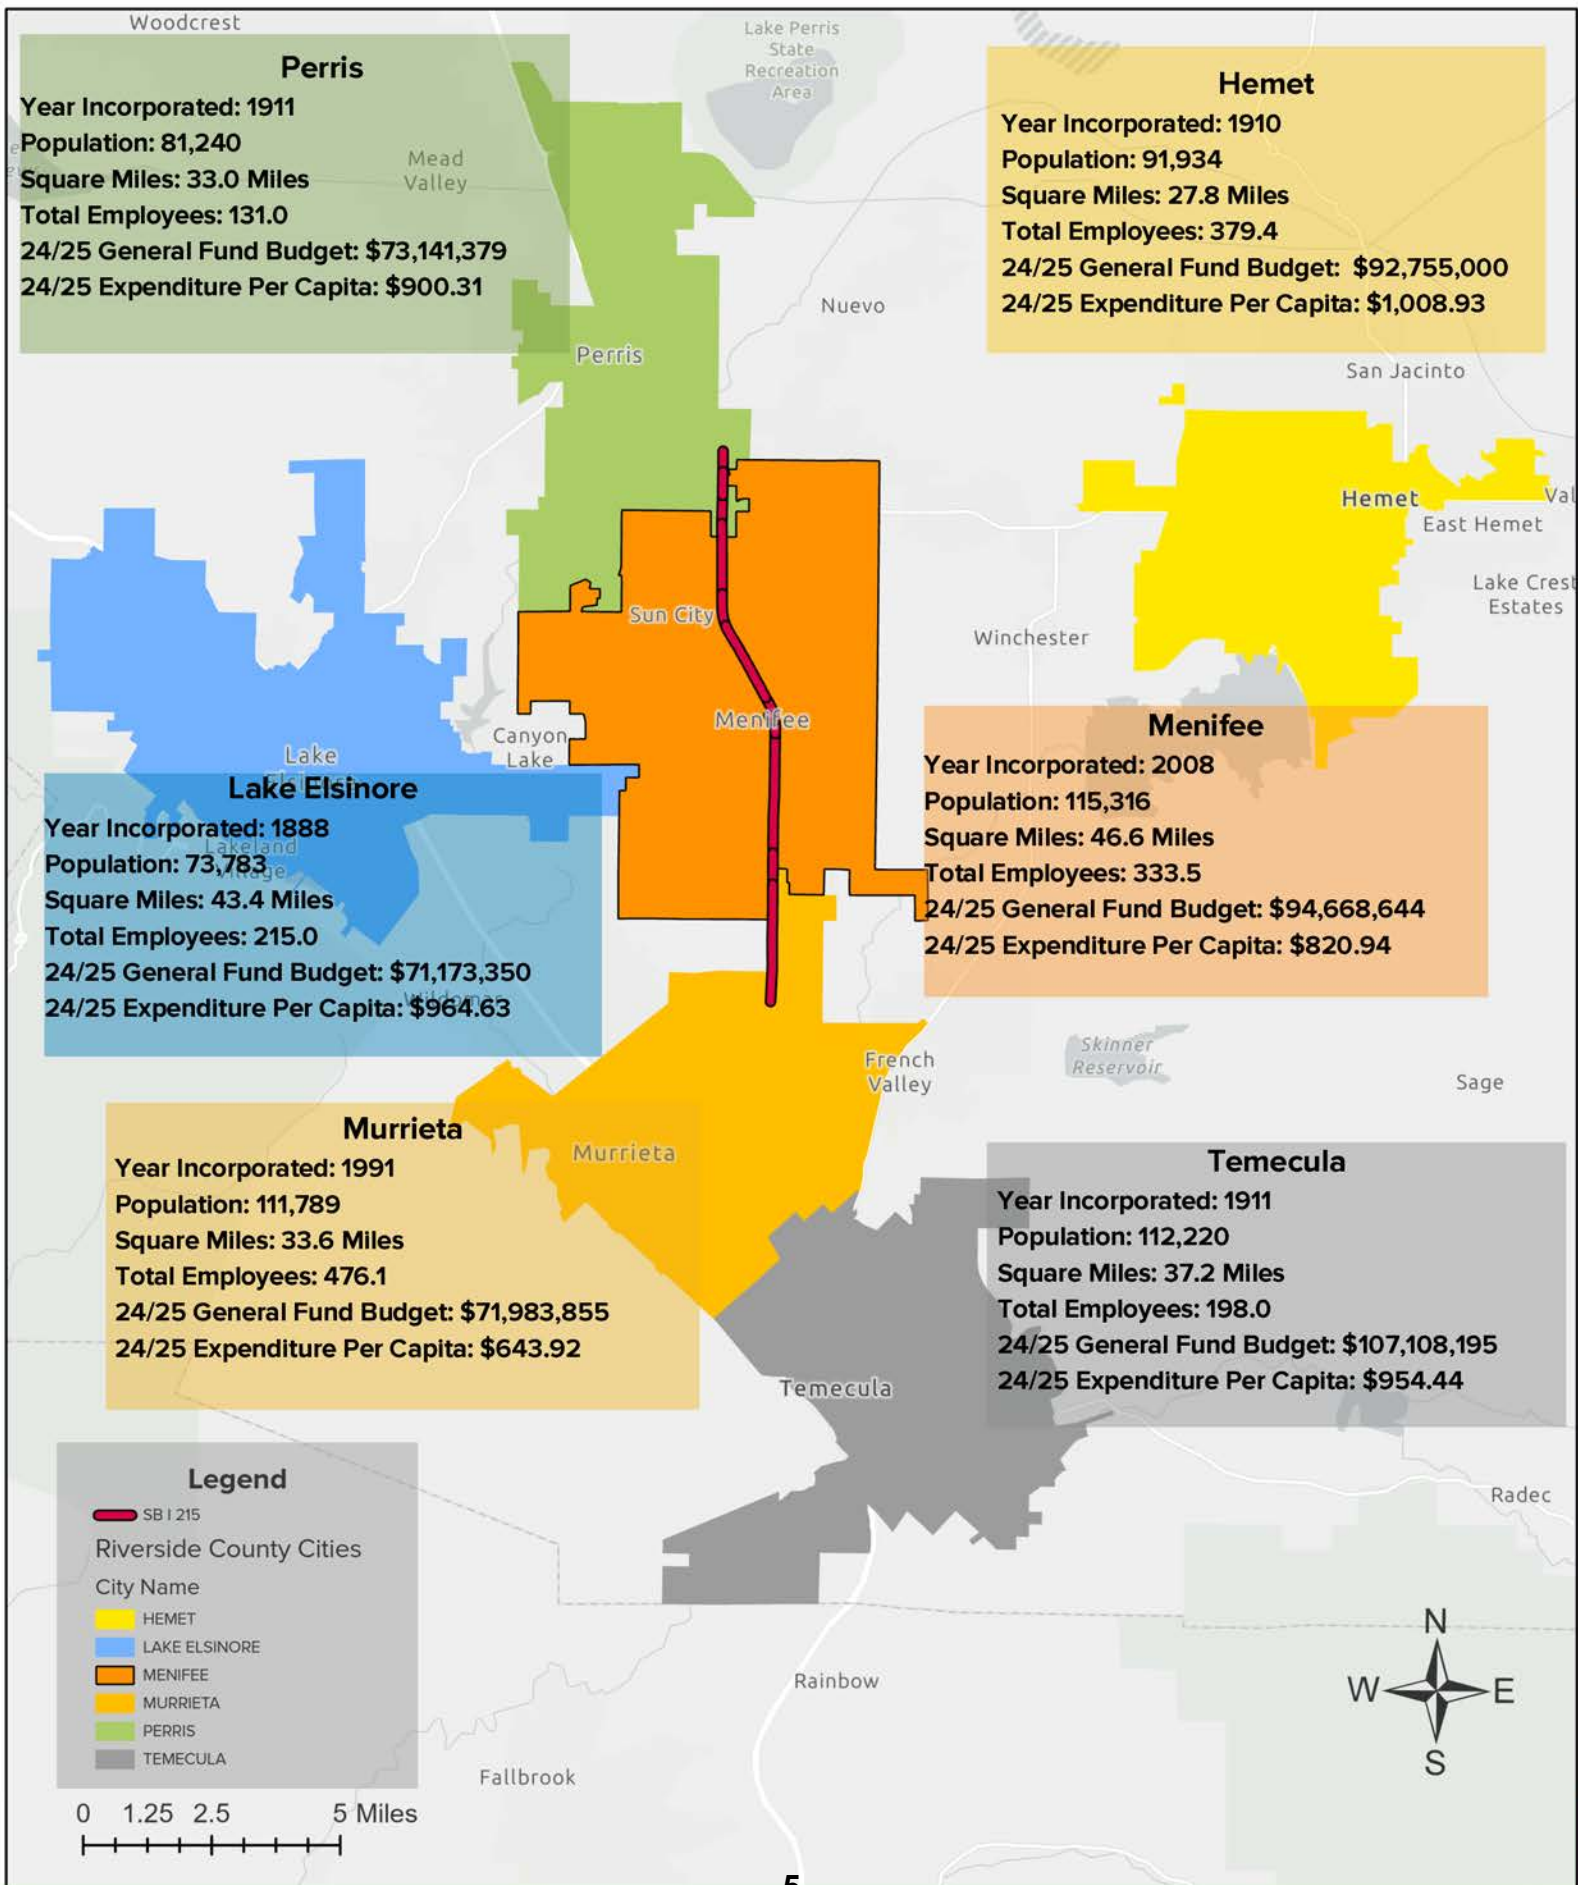 Woodcrest
Lake Perris
State
Recreation
Area
Perris
Year Incorporated: 1911
Population: 81,240
Square Miles: 33.0 Miles
Total Employees: 131.0
24/25 General Fund Budget: $73,141,379
24/25 Expenditure Per Capita: $900.31
Mead
Valley
Hemet
Year Incorporated: 1910
Population: 91,934
Square Miles: 27.8 Miles
Total Employees: 379.4
24/25 General Fund Budget: $92,755,000
24/25 Expenditure Per Capita: $1,008.93
Nuevo
Perris
San Jacinto
Hemet
Val
East Hemet
Lake Crest
Estates
Sun City
Winchester
Menifee
Canyon
Lake
Lake
Elsinore
Menifee
Year Incorporated: 2008
Population: 115,316
Square Miles: 46.6 Miles
Total Employees: 333.5
24/25 General Fund Budget: $94,668,644
24/25 Expenditure Per Capita: $820.94
Lake Elsinore
Year Incorporated: 1888
Population: 73,783
Square Miles: 43.4 Miles
Total Employees: 215.0
24/25 General Fund Budget: $71,173,350
24/25 Expenditure Per Capita: $964.63
Lakeland
Village
Wildomar
French
Valley
Skinner
Reservoir
Sage
Murrieta
Year Incorporated: 1991
Population: 111,789
Square Miles: 33.6 Miles
Total Employees: 476.1
24/25 General Fund Budget: $71,983,855
24/25 Expenditure Per Capita: $643.92
Murrieta
Temecula
Year Incorporated: 1911
Population: 112,220
Square Miles: 37.2 Miles
Total Employees: 198.0
24/25 General Fund Budget: $107,108,195
24/25 Expenditure Per Capita: $954.44
Temecula
Radec
Legend
SB I 215
Riverside County Cities
City Name
HEMET
LAKE ELSINORE
MENIFEE
MURRIETA
PERRIS
TEMECULA
Rainbow
Fallbrook
N
W E
S
0 1.25 2.5 5 Miles
5